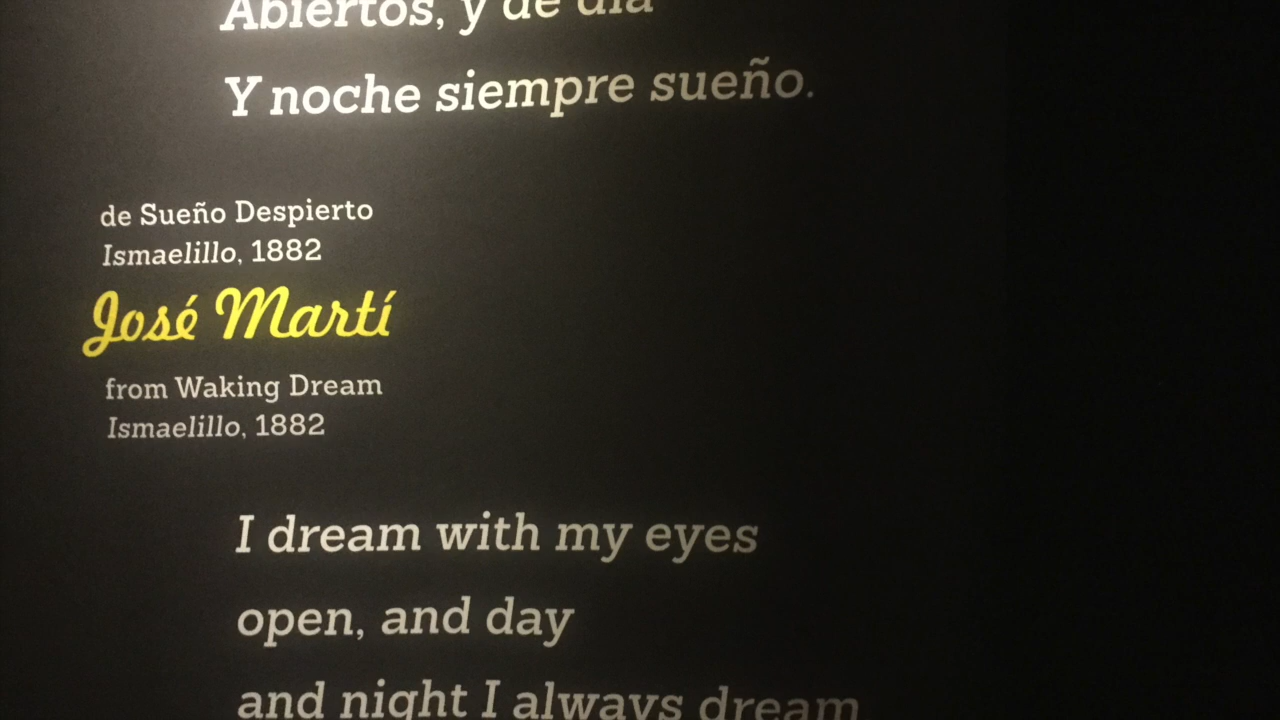 Abiertos, y de día
Y noche siempre sueño.
de Sueño Despierto
Ismaelillo, 1882
José Martí
from Waking Dream
Ismaelillo, 1882
I dream with my eyes
open, and day
and night I always dream